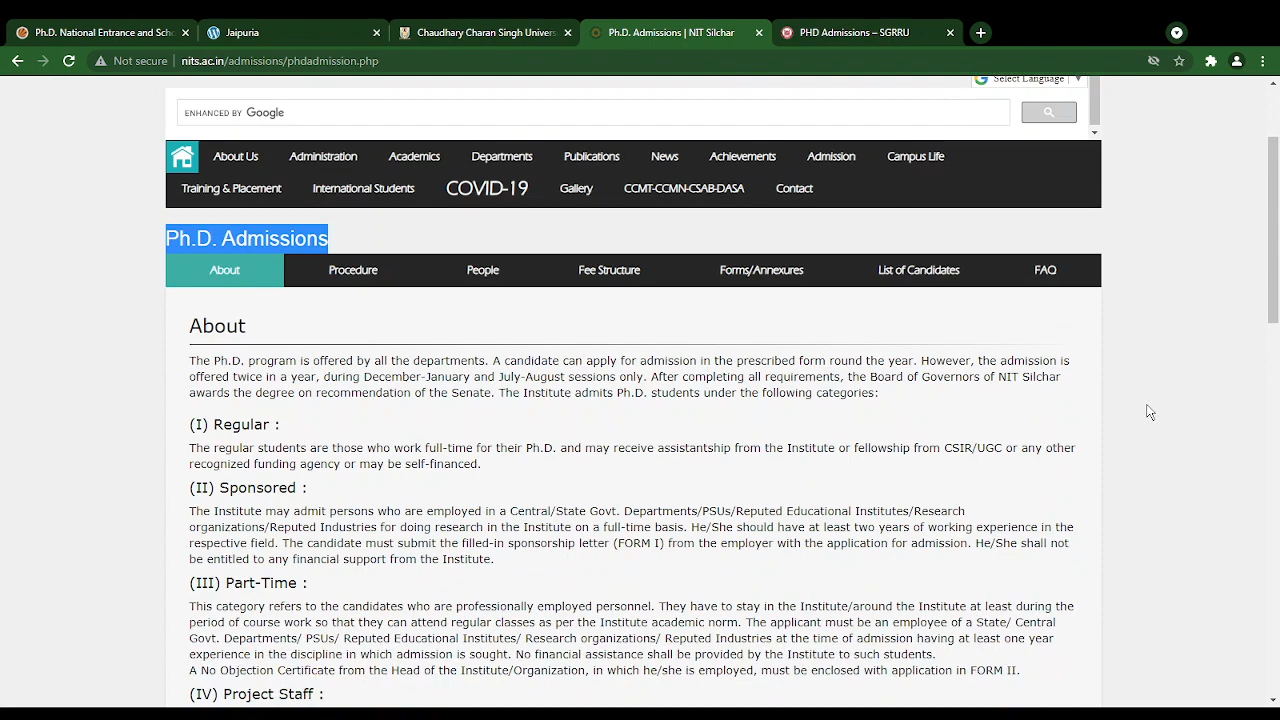 Ph.D. National Entrance and Scho
Jaipuria
Chaudhary Charan Singh Univers
Ph.D. Admissions | NIT Silchar
PHD Admissions – SGRRU
Not secure
nits.ac.in/admissions/phdadmission.php
Select Language
ENHANCED BY Google
About Us
Administration
Academics
Departments
Publications
News
Achievements
Admission
Campus Life
Training & Placement
International Students
COVID-19
Gallery
CCMT-CCMN-CSAB-DASA
Contact
Ph.D. Admissions
About
Procedure
People
Fee Structure
Forms/Annexures
List of Candidates
FAQ
About
The Ph.D. program is offered by all the departments. A candidate can apply for admission in the prescribed form round the year. However, the admission is
offered twice in a year, during December-January and July-August sessions only. After completing all requirements, the Board of Governors of NIT Silchar
awards the degree on recommendation of the Senate. The Institute admits Ph.D. students under the following categories:
(I) Regular :
The regular students are those who work full-time for their Ph.D. and may receive assistantship from the Institute or fellowship from CSIR/UGC or any other
recognized funding agency or may be self-financed.
(II) Sponsored :
The Institute may admit persons who are employed in a Central/State Govt. Departments/PSUs/Reputed Educational Institutes/Research
organizations/Reputed Industries for doing research in the Institute on a full-time basis. He/She should have at least two years of working experience in the
respective field. The candidate must submit the filled-in sponsorship letter (FORM I) from the employer with the application for admission. He/She shall not
be entitled to any financial support from the Institute.
(III) Part-Time :
This category refers to the candidates who are professionally employed personnel. They have to stay in the Institute/around the Institute at least during the
period of course work so that they can attend regular classes as per the Institute academic norm. The applicant must be an employee of a State/ Central
Govt. Departments/ PSUs/ Reputed Educational Institutes/ Research organizations/ Reputed Industries at the time of admission having at least one year
experience in the discipline in which admission is sought. No financial assistance shall be provided by the Institute to such students.
A No Objection Certificate from the Head of the Institute/Organization, in which he/she is employed, must be enclosed with application in FORM II.
(IV) Project Staff :